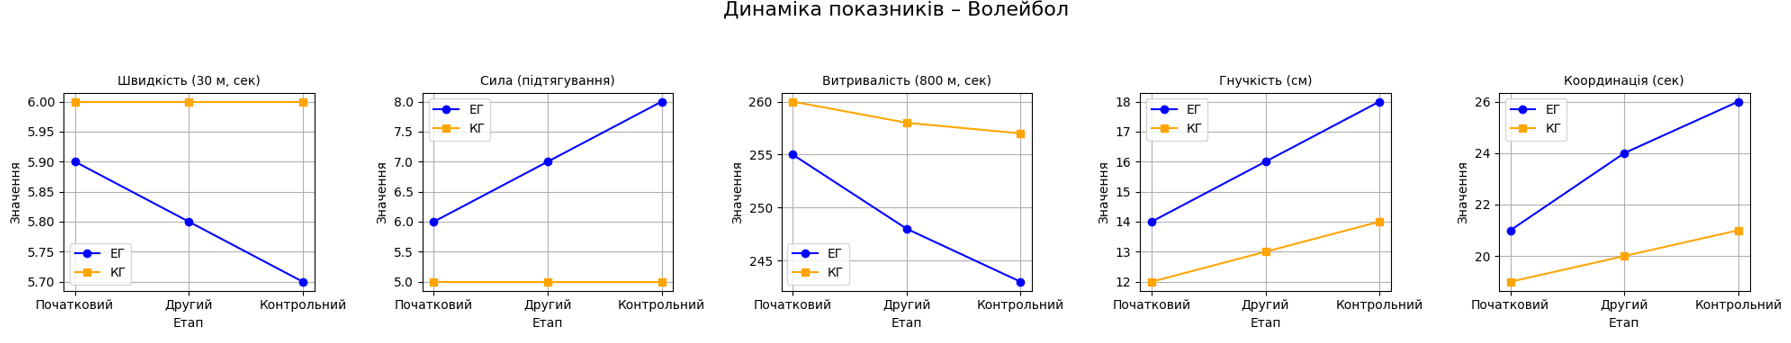 Динаміка показників – Волейбол
Швидкість (30 м, сек)
Значення
6.00
5.95
5.90
5.85
5.80
5.75
5.70
ЕГ
КГ
Початковий Другий Контрольний
Етап
Сила (підтягування)
Значення
8.0
7.5
7.0
6.5
6.0
5.5
5.0
ЕГ
КГ
Початковий Другий Контрольний
Етап
Витривалість (800 м, сек)
Значення
260
255
250
245
ЕГ
КГ
Початковий Другий Контрольний
Етап
Гнучкість (см)
Значення
18
17
16
15
14
13
12
ЕГ
КГ
Початковий Другий Контрольний
Етап
Координація (сек)
Значення
26
24
22
20
ЕГ
КГ
Початковий Другий Контрольний
Етап